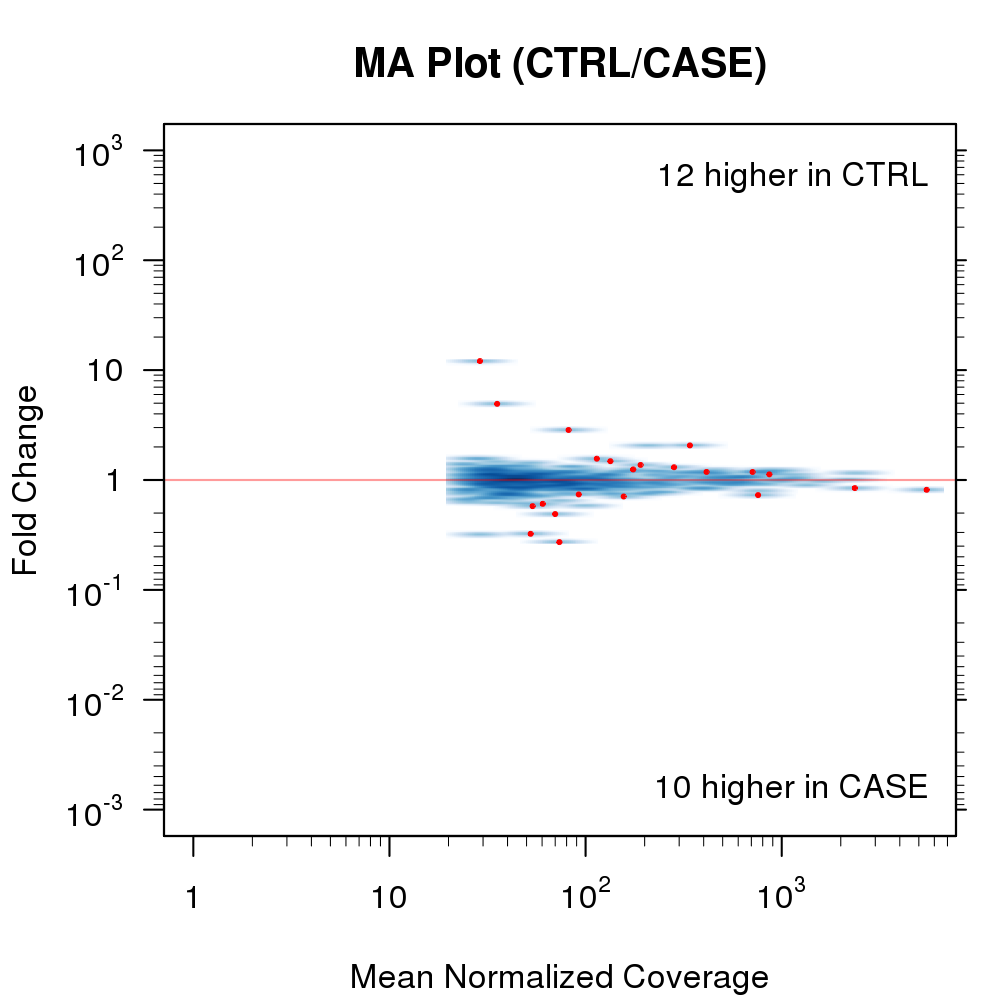 MA Plot (CTRL/CASE)
12 higher in CTRL
10 higher in CASE
Fold Change
10³
10²
10
1
10⁻¹
10⁻²
10⁻³
1 10 10² 10³
Mean Normalized Coverage